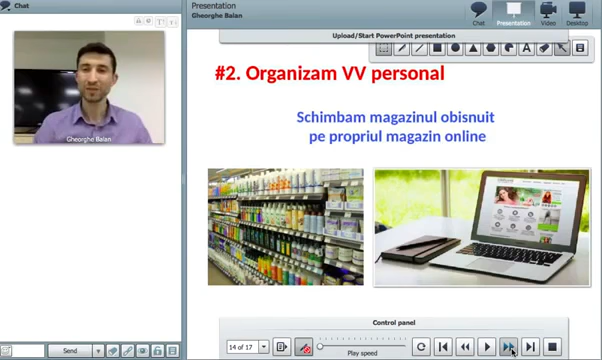 Chat
Gheorghe Balan
Send
Presentation
Gheorghe Balan
Chat
Presentation
Video
Desktop
Upload/Start PowerPoint presentation
#2. Organizam VV personal
Schimbam magazinul obisnuit
pe propriul magazin online
Control panel
14 of 17
Play speed